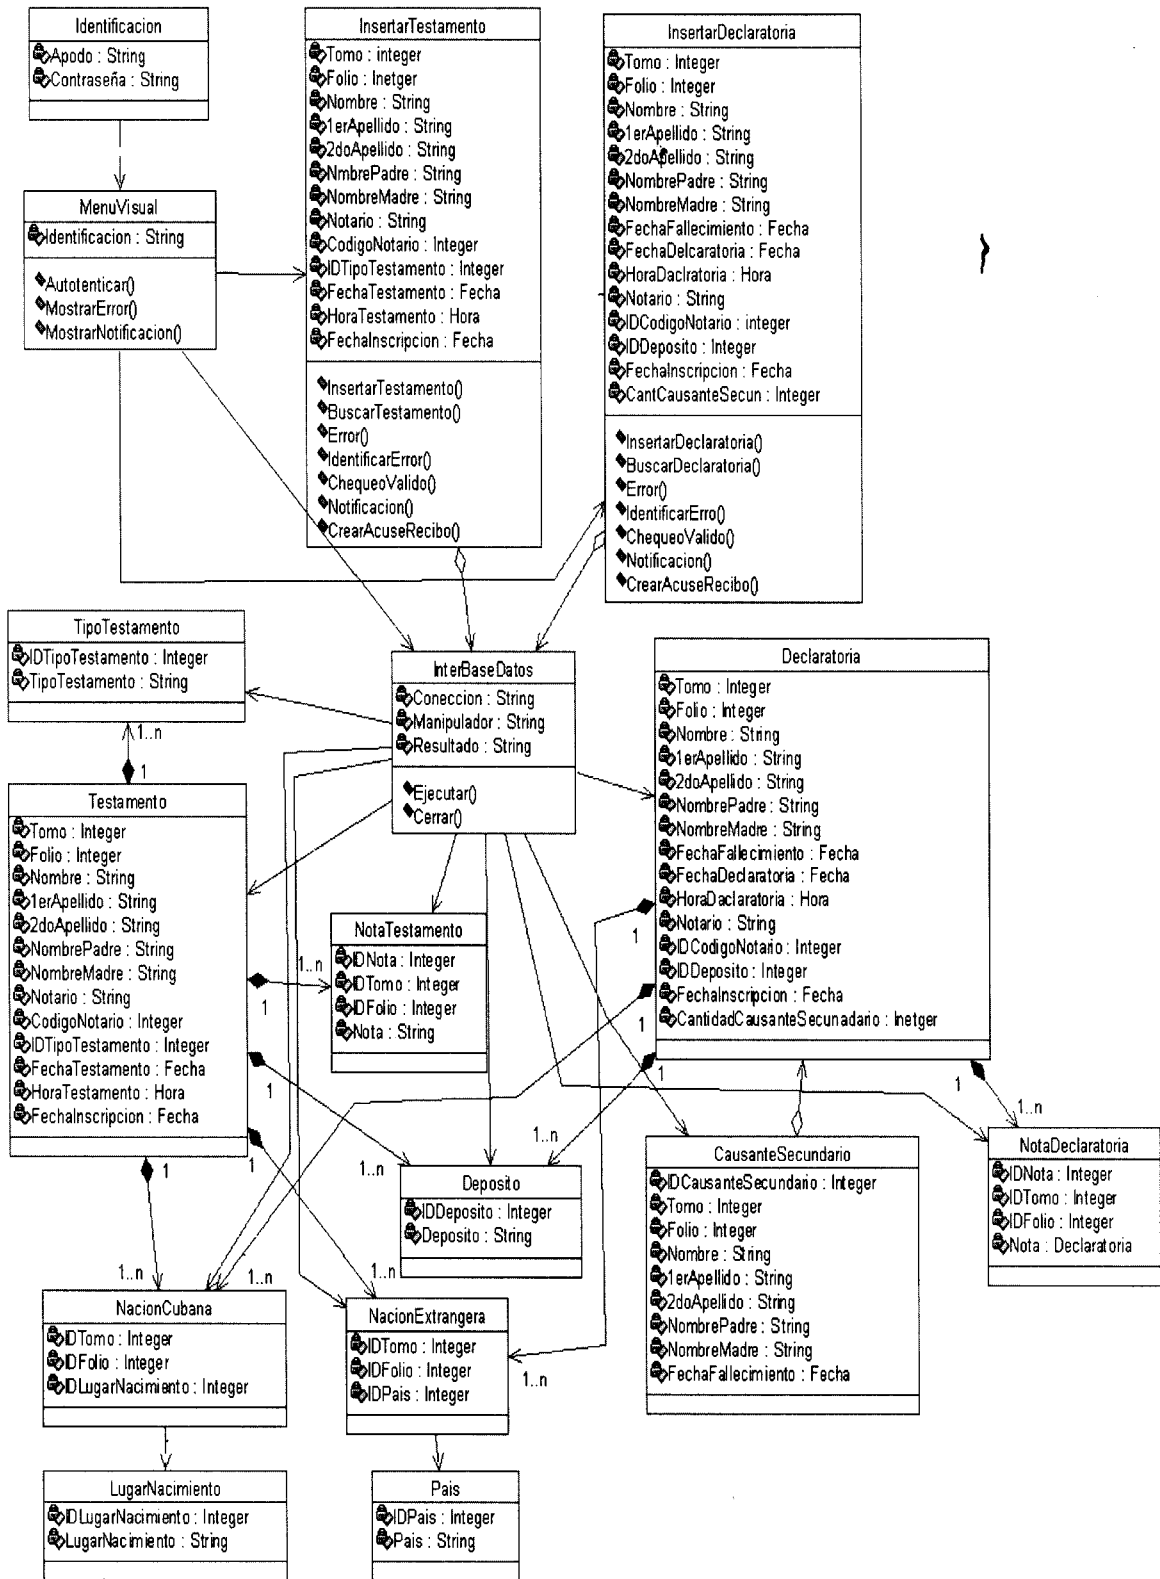 Identificacion
Apodo : String
Contraseña : String
InsertarTestamento
Tomo : integer
Folio : Inetger
Nombre : String
1erApellido : String
2doApellido : String
NmbrePadre : String
NombreMadre : String
Notario : String
CodigoNotario : Integer
IDTipoTestamento : Integer
FechaTestamento : Fecha
HoraTestamento : Hora
FechaInscripcion : Fecha
InsertarTestamento()
BuscarTestamento()
Error()
IdentificarError()
ChequeoValido()
Notificacion()
CrearAcuseRecibo()
InsertarDeclaratoria
Tomo : Integer
Folio : Integer
Nombre : String
1erApellido : String
2doApellido : String
NombrePadre : String
NombreMadre : String
FechaFallecimiento : Fecha
FechaDelcaratoria : Fecha
HoraDaclratoria : Hora
Notario : String
IDCodigoNotario : integer
IDDeposito : Integer
FechaInscripcion : Fecha
CantCausanteSecun : Integer
InsertarDeclaratoria()
BuscarDeclaratoria()
Error()
IdentificarErro()
ChequeoValido()
Notificacion()
CrearAcuseRecibo()
MenuVisual
Identificacion : String
Autotenticar()
MostrarError()
MostrarNotificacion()
TipoTestamento
IDTipoTestamento : Integer
TipoTestamento : String
1..n
1
InterBaseDatos
Coneccion : String
Manipulador : String
Resultado : String
Ejecutar()
Cerrar()
Declaratoria
Tomo : Integer
Folio : Integer
Nombre : String
1erApellido : String
2doApellido : String
NombrePadre : String
NombreMadre : String
FechaFallecimiento : Fecha
FechaDeclaratoria : Fecha
HoraDaclaratoria : Hora
Notario : String
IDCodigoNotario : Integer
IDDeposito : Integer
FechaInscripcion : Fecha
CantidadCausanteSecunadario : Inetger
1
1
1
1
1..n
1..n
Testamento
Tomo : Integer
Folio : Integer
Nombre : String
1erApellido : String
2doApellido : String
NombrePadre : String
NombreMadre : String
Notario : String
CodigoNotario : Integer
IDTipoTestamento : Integer
FechaTestamento : Fecha
HoraTestamento : Hora
FechaInscripcion : Fecha
1
1
1
1
1..n
NotaTestamento
IDNota : Integer
IDTomo : Integer
IDFolio : Integer
Nota : String
1..n
Deposito
IDDeposito : Integer
Deposito : String
CausanteSecundario
IDCausanteSecundario : Integer
Tomo : Integer
Folio : Integer
Nombre : String
1erApellido : String
2doApellido : String
NombrePadre : String
NombreMadre : String
FechaFallecimiento : Fecha
NotaDeclaratoria
IDNota : Integer
IDTomo : Integer
IDFolio : Integer
Nota : Declaratoria
1..n
1..n
1..n
NacionCubana
IDTomo : Integer
IDFolio : Integer
IDLugarNacimiento : Integer
NacionExtrangera
IDTomo : Integer
IDFolio : Integer
IDPais : Integer
1..n
LugarNacimiento
IDLugarNacimiento : Integer
LugarNacimiento : String
Pais
IDPais : Integer
Pais : String